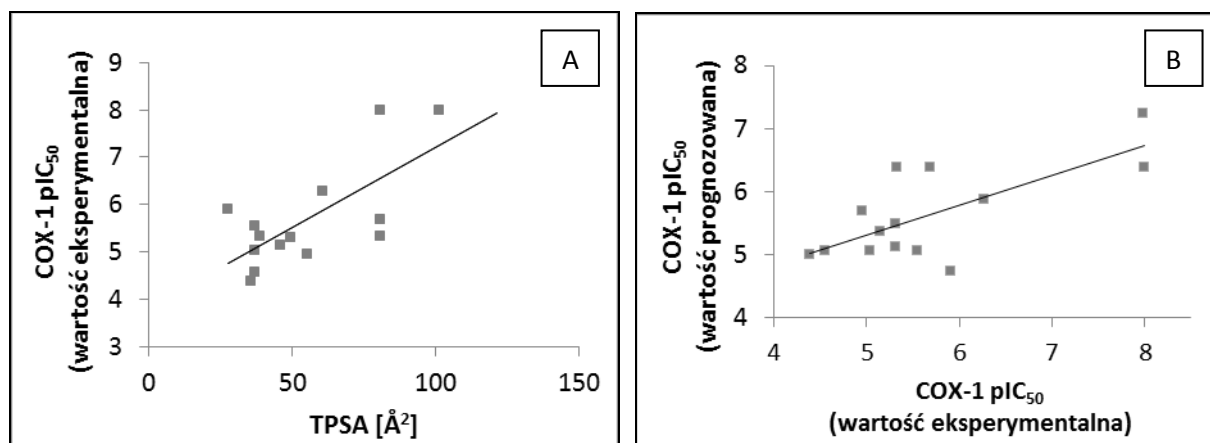 A
COX-1 pIC₅₀
(wartość eksperymentalna)
9
8
7
6
5
4
3
0
50
100
150
TPSA [Å²]
B
COX-1 pIC₅₀
(wartość prognozowana)
8
7
6
5
4
4
5
6
7
8
COX-1 pIC₅₀
(wartość eksperymentalna)